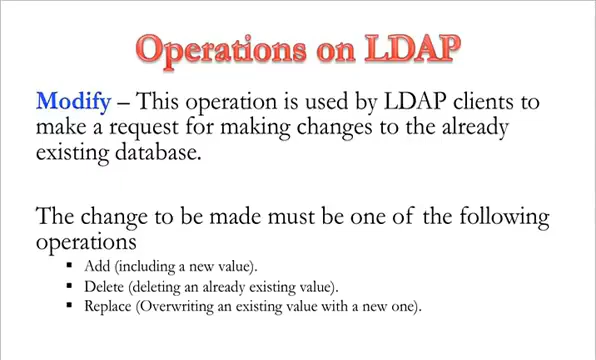 Operations on LDAP
Modify – This operation is used by LDAP clients to
make a request for making changes to the already
existing database.
The change to be made must be one of the following
operations
▪ Add (including a new value).
▪ Delete (deleting an already existing value).
▪ Replace (Overwriting an existing value with a new one).